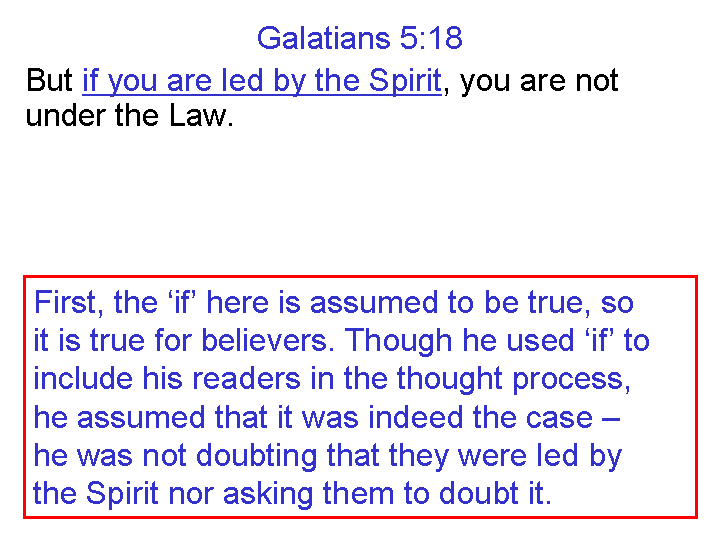 Galatians 5:18
But if you are led by the Spirit, you are not
under the Law.
First, the ‘if’ here is assumed to be true, so
it is true for believers. Though he used ‘if’ to
include his readers in the thought process,
he assumed that it was indeed the case –
he was not doubting that they were led by
the Spirit nor asking them to doubt it.